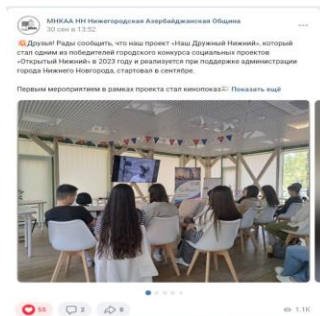 МНКАА НН Нижегородская Азербайджанская Община
30 сен в 13:52
Друзья! Рады сообщить, что наш проект «Наш Дружный Нижний», который
стал одним из победителей городского конкурса социальных проектов
«Открытый Нижний» в 2023 году и реализуется при поддержке администрации
города Нижнего Новгорода, стартовал в сентябре.
Первым мероприятием в рамках проекта стал кинопоказ Показать ещё
55 2 8 1.1K